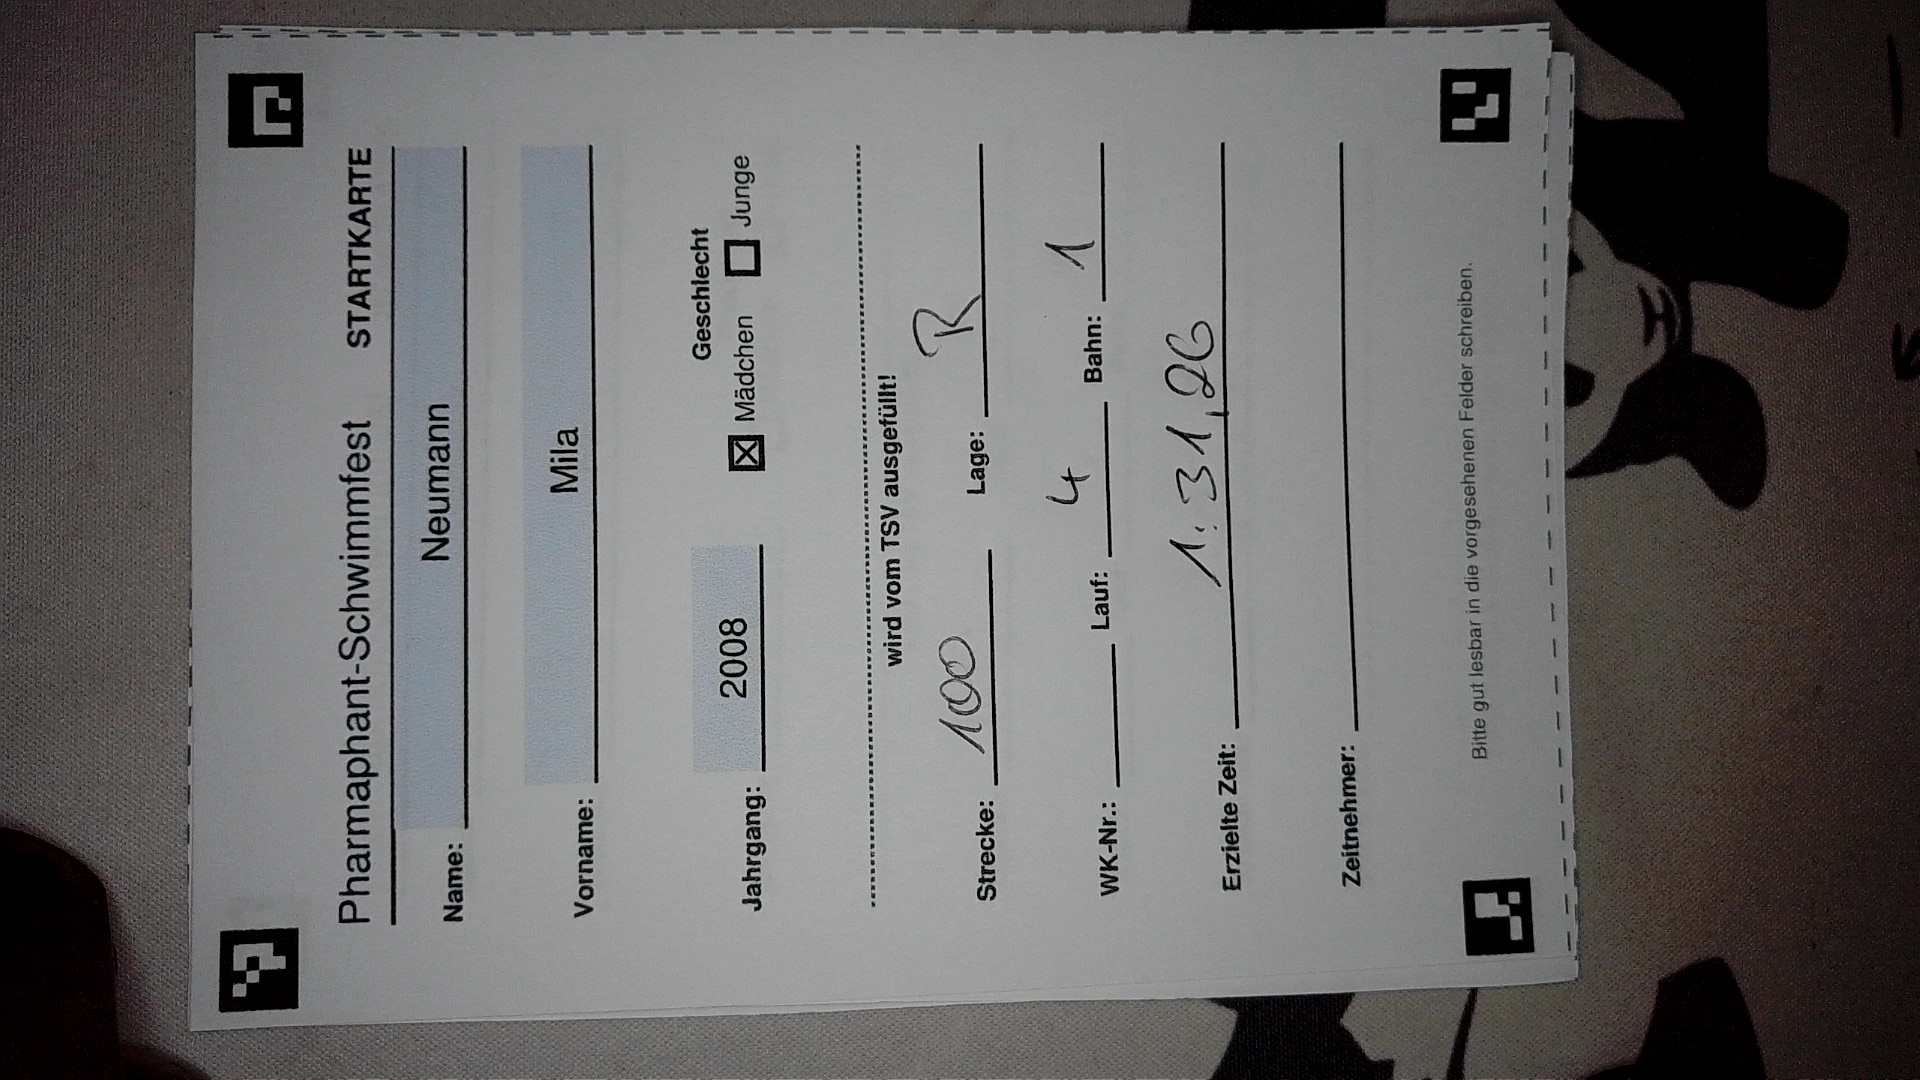 Pharmaphant-Schwimmfest STARTKARTE
Name: Neumann
Vorname: Mila
Geschlecht
Jahrgang: 2008 ☒ Mädchen ☐ Junge
wird vom TSV ausgefüllt!
Strecke: 100 Lage: R
WK-Nr.: Lauf: 4 Bahn: 1
Erzielte Zeit: 1:31,26
Zeitnehmer:
Bitte gut lesbar in die vorgesehenen Felder schreiben.